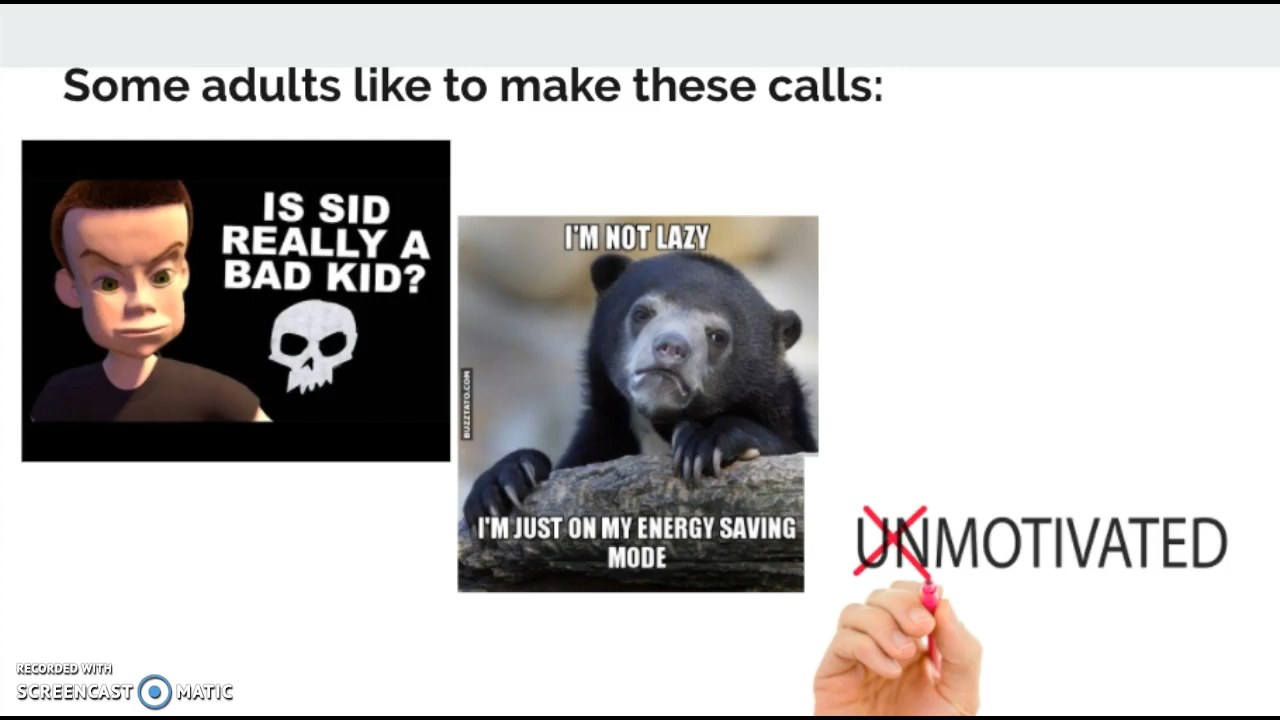 Some adults like to make these calls:
IS SID
REALLY A
BAD KID?
I'M NOT LAZY
BUZZTATO.COM
I'M JUST ON MY ENERGY SAVING
MODE
UNMOTIVATED
RECORDED WITH
SCREENCAST MATIC